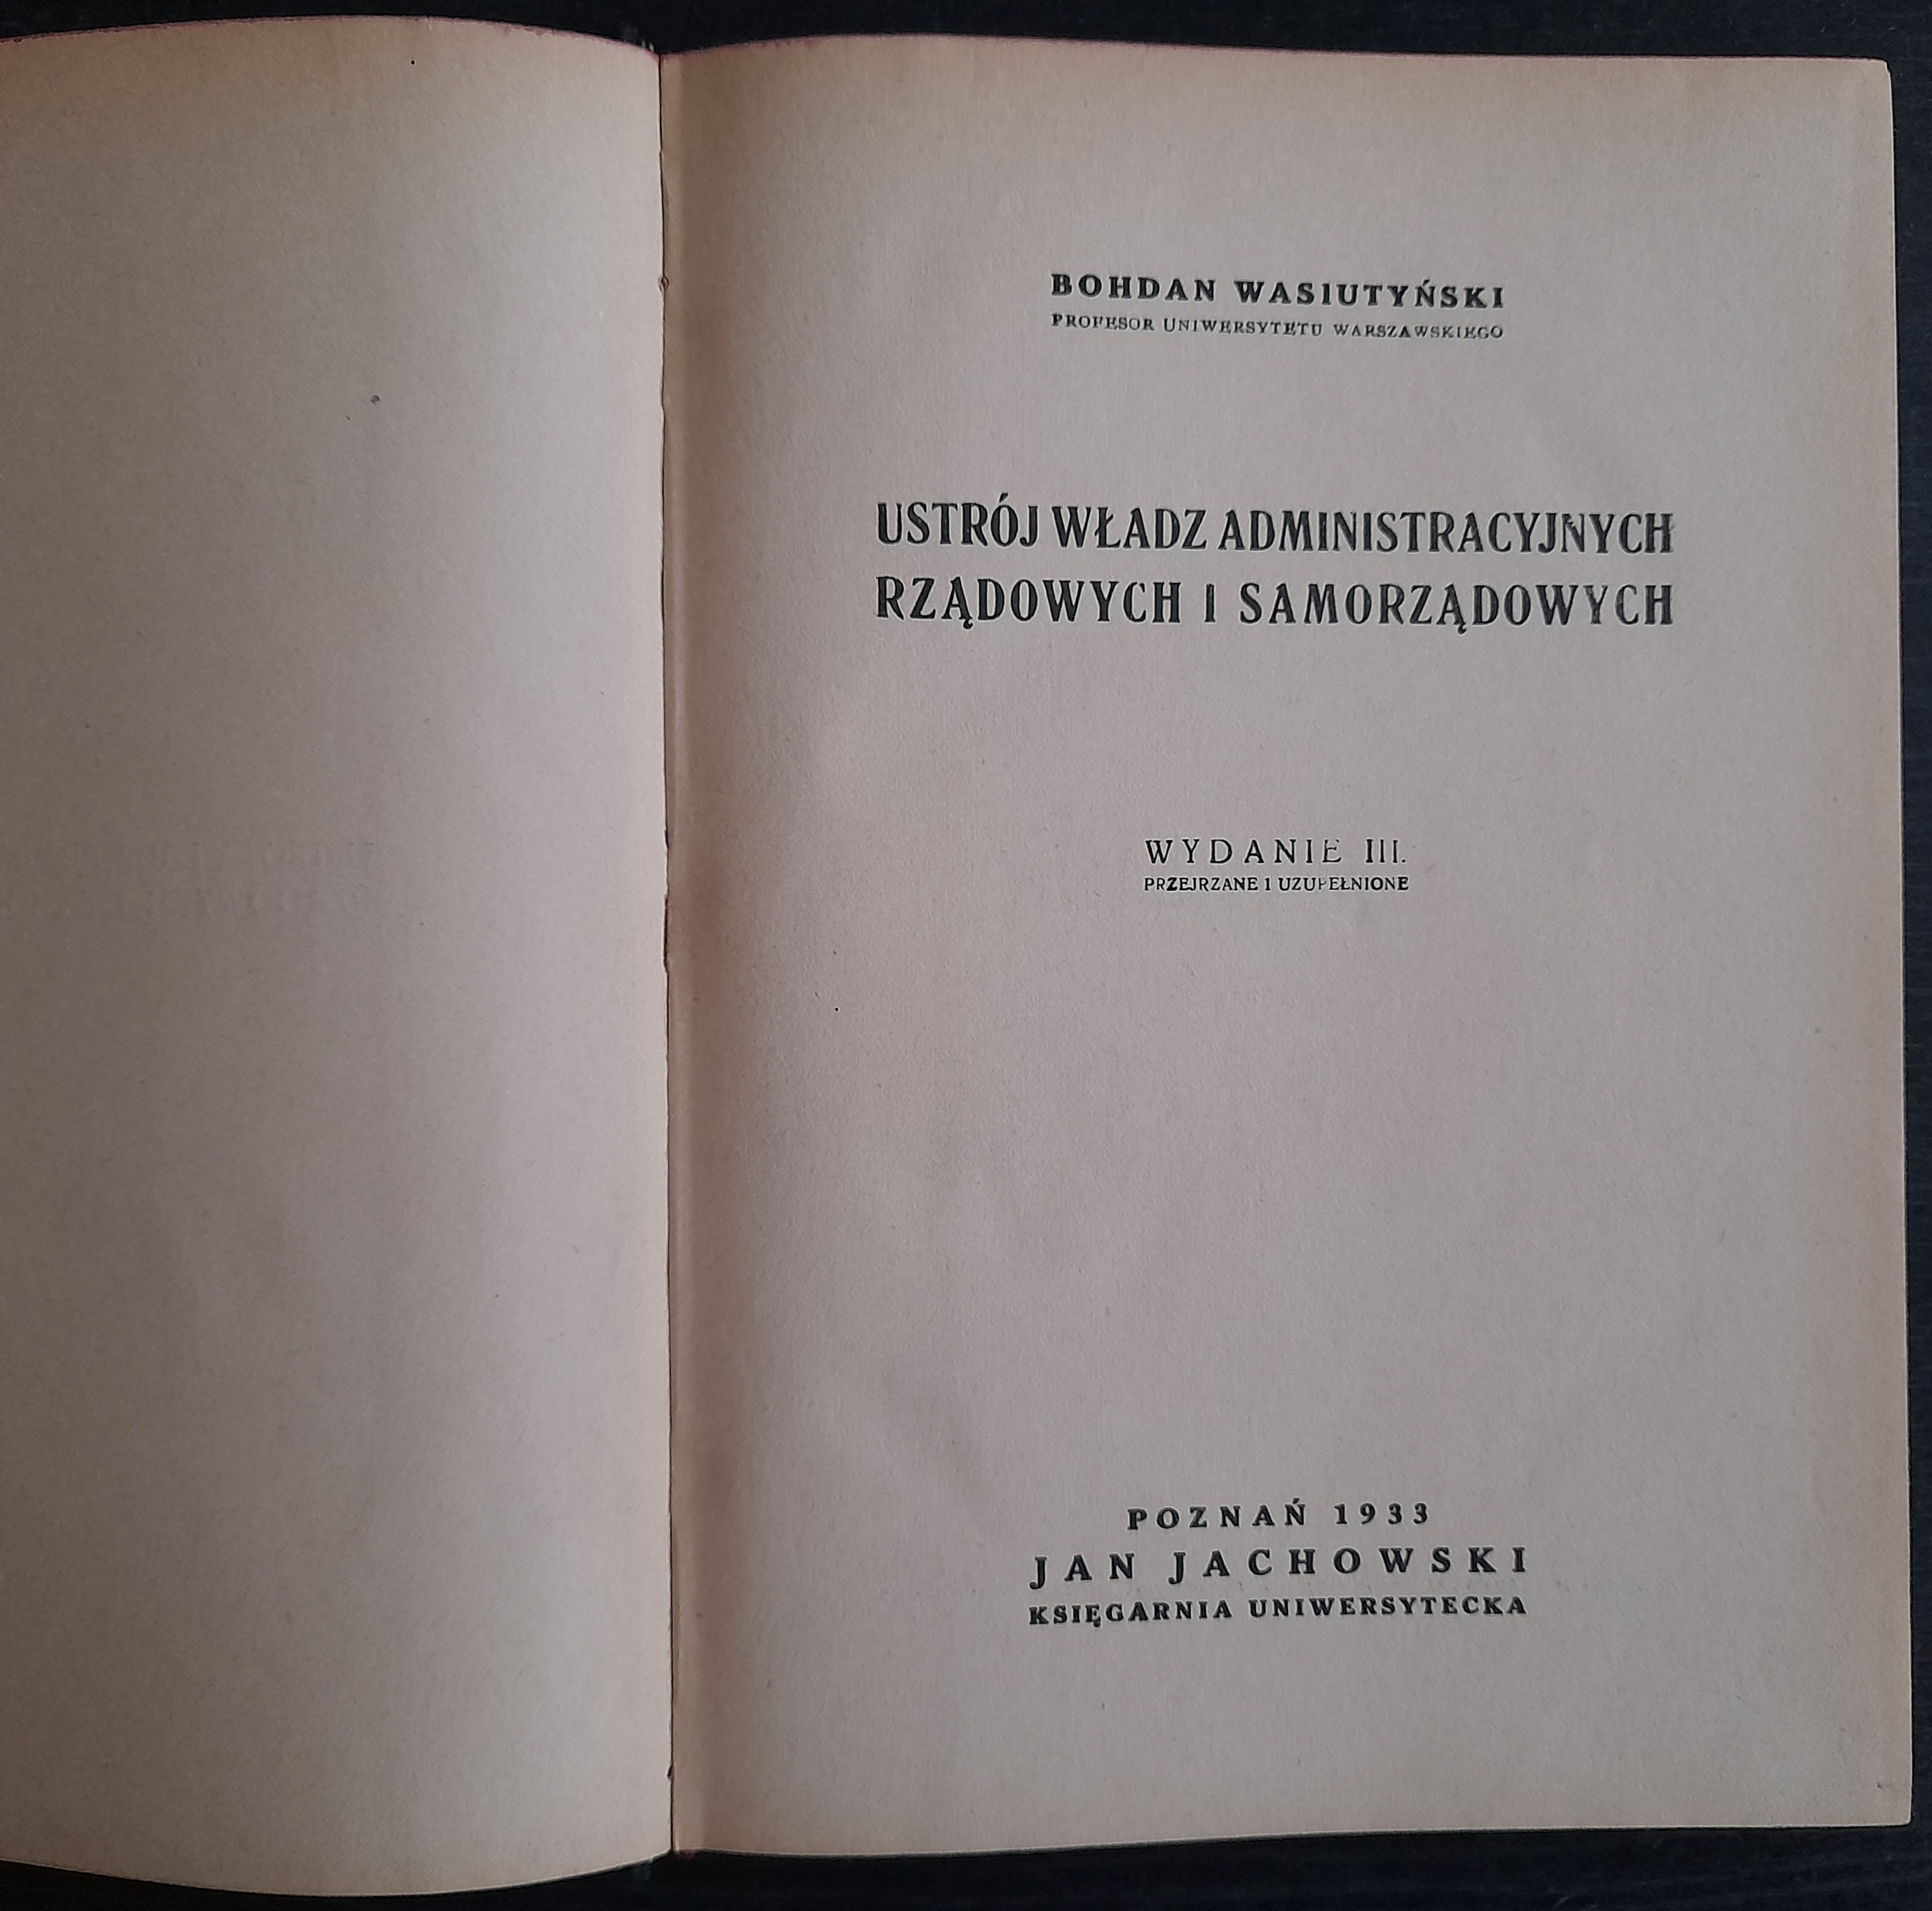 BOHDAN WASIUTYŃSKI
PROFESOR UNIWERSYTETU WARSZAWSKIEGO
USTRÓJ WŁADZ ADMINISTRACYJNYCH
RZĄDOWYCH I SAMORZĄDOWYCH
WYDANIE III.
PRZEJRZANE I UZUPEŁNIONE
POZNAŃ 1933
JAN JACHOWSKI
KSIĘGARNIA UNIWERSYTECKA